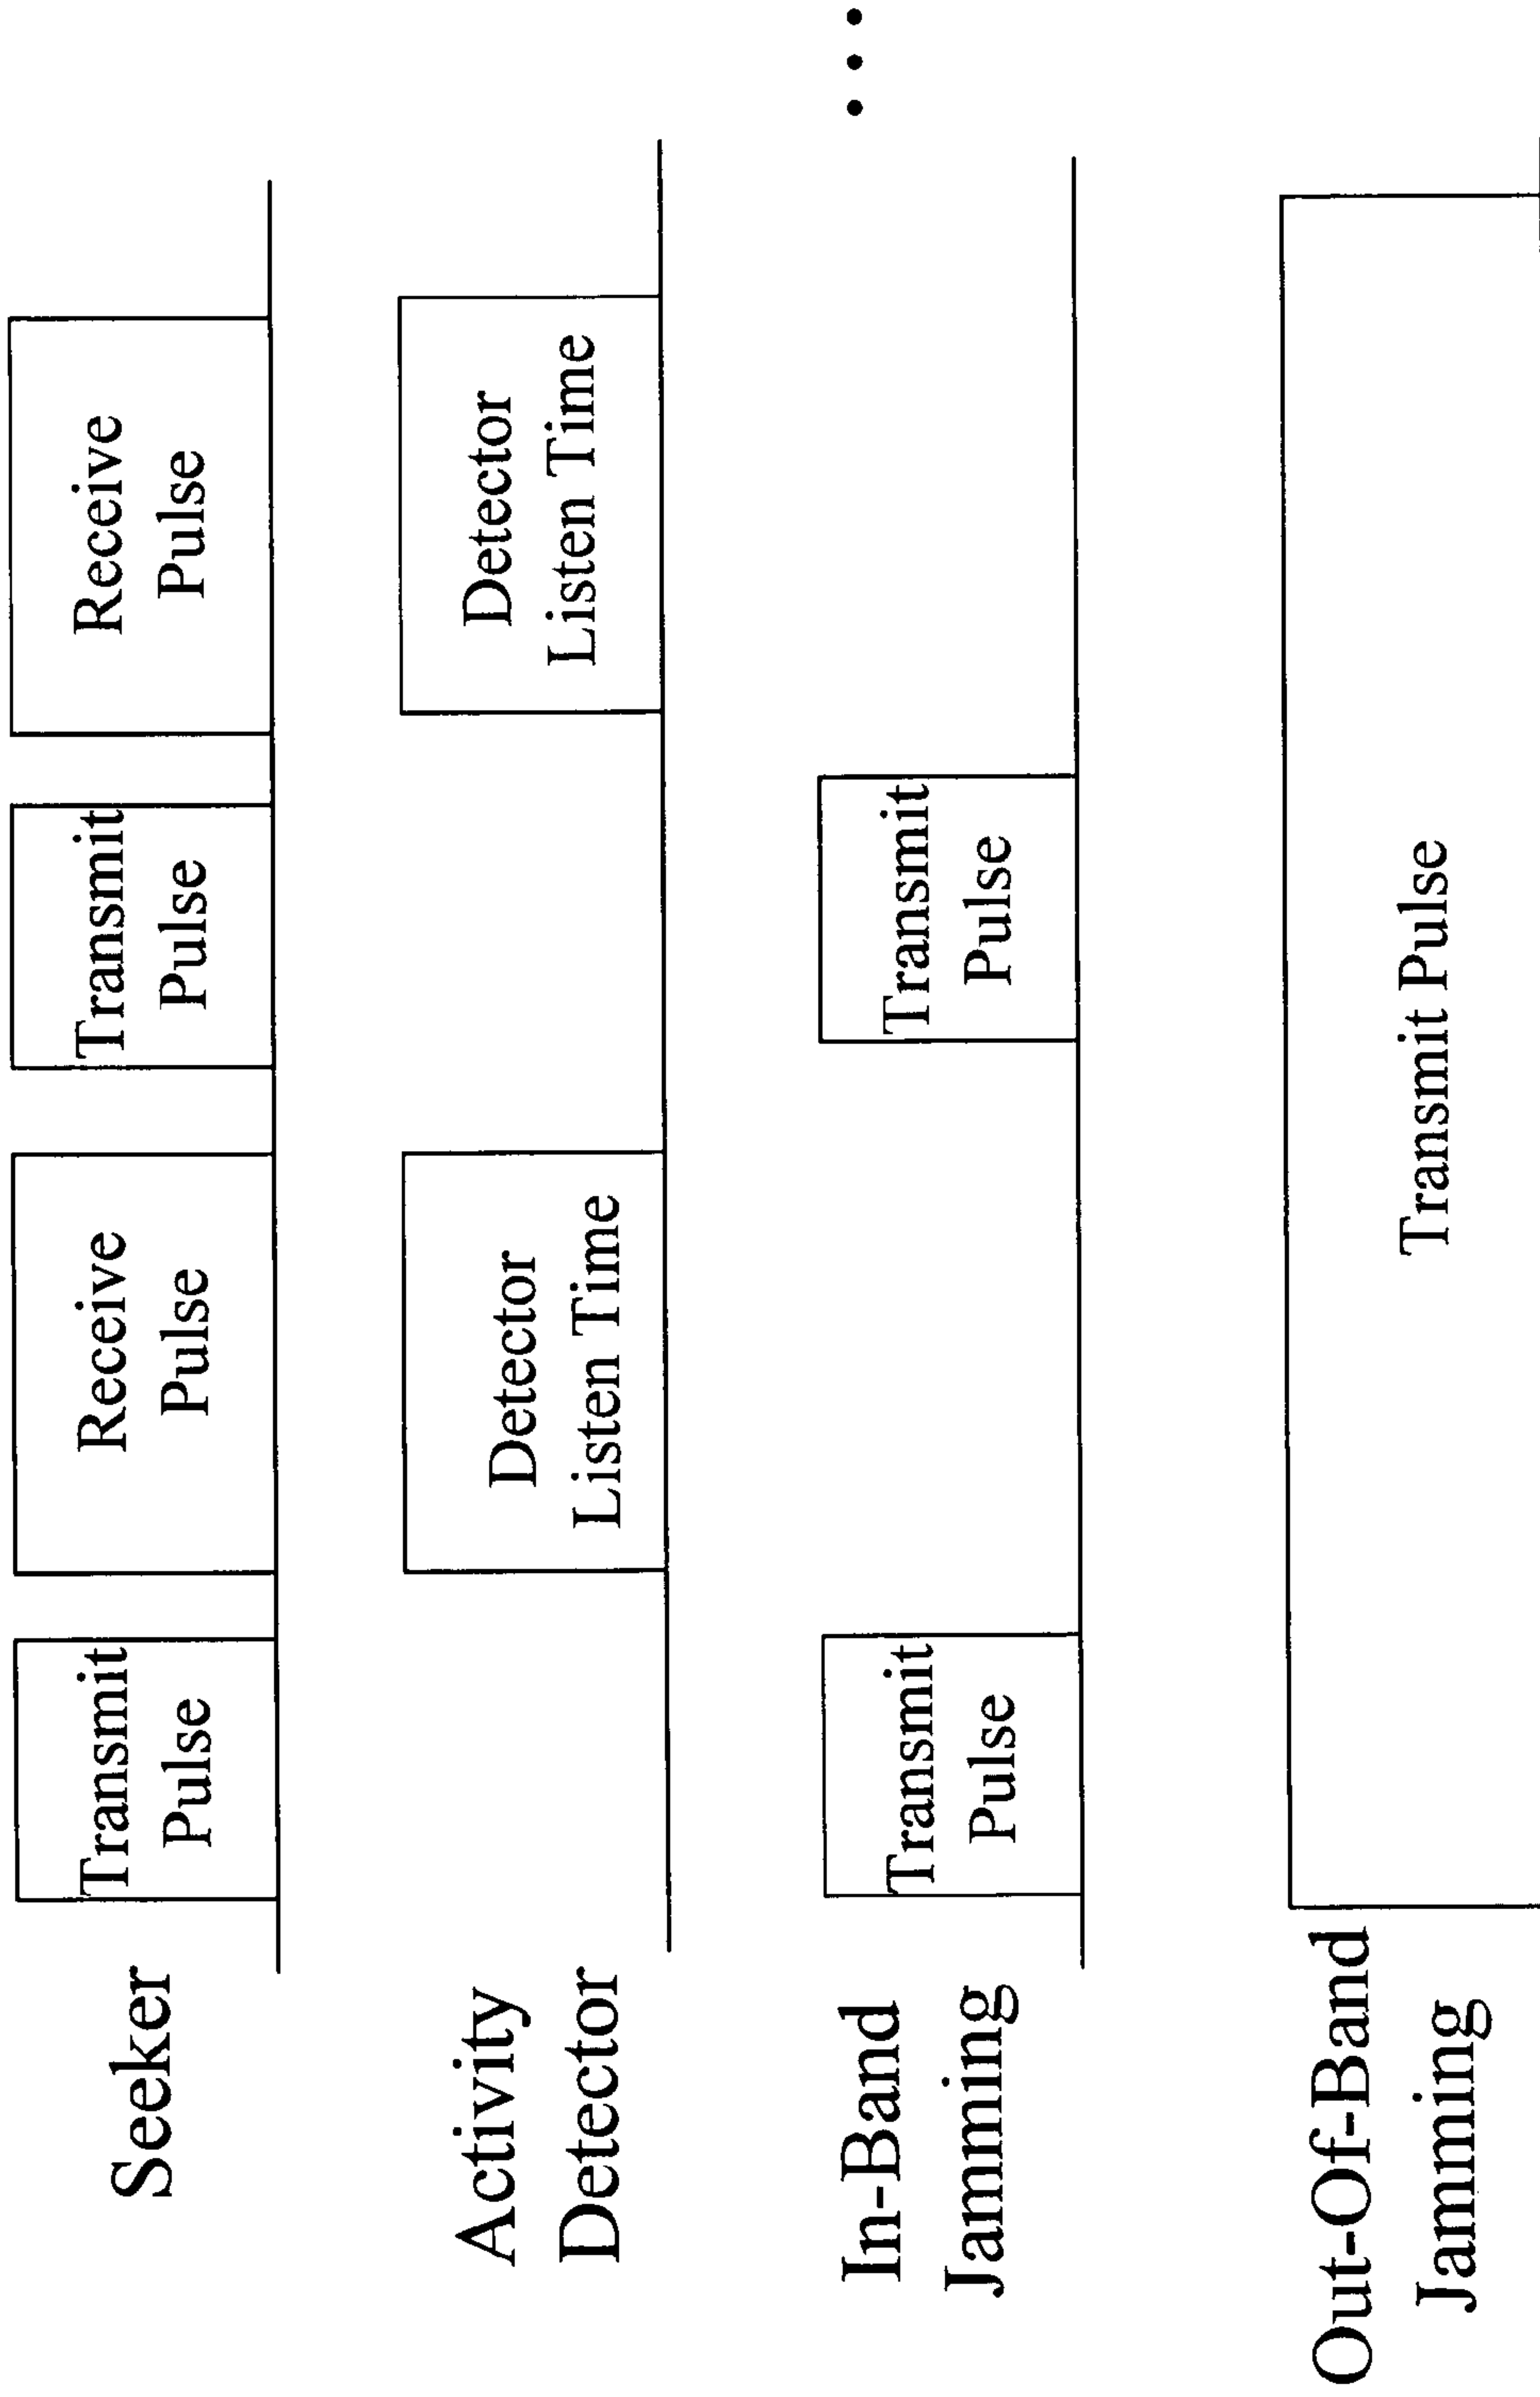 Seeker
Transmit
Pulse
Receive
Pulse
Transmit
Pulse
Receive
Pulse
Activity
Detector
Detector
Listen Time
Detector
Listen Time
In-Band
Jamming
Transmit
Pulse
Transmit
Pulse
• • •
Out-Of-Band
Jamming
Transmit Pulse